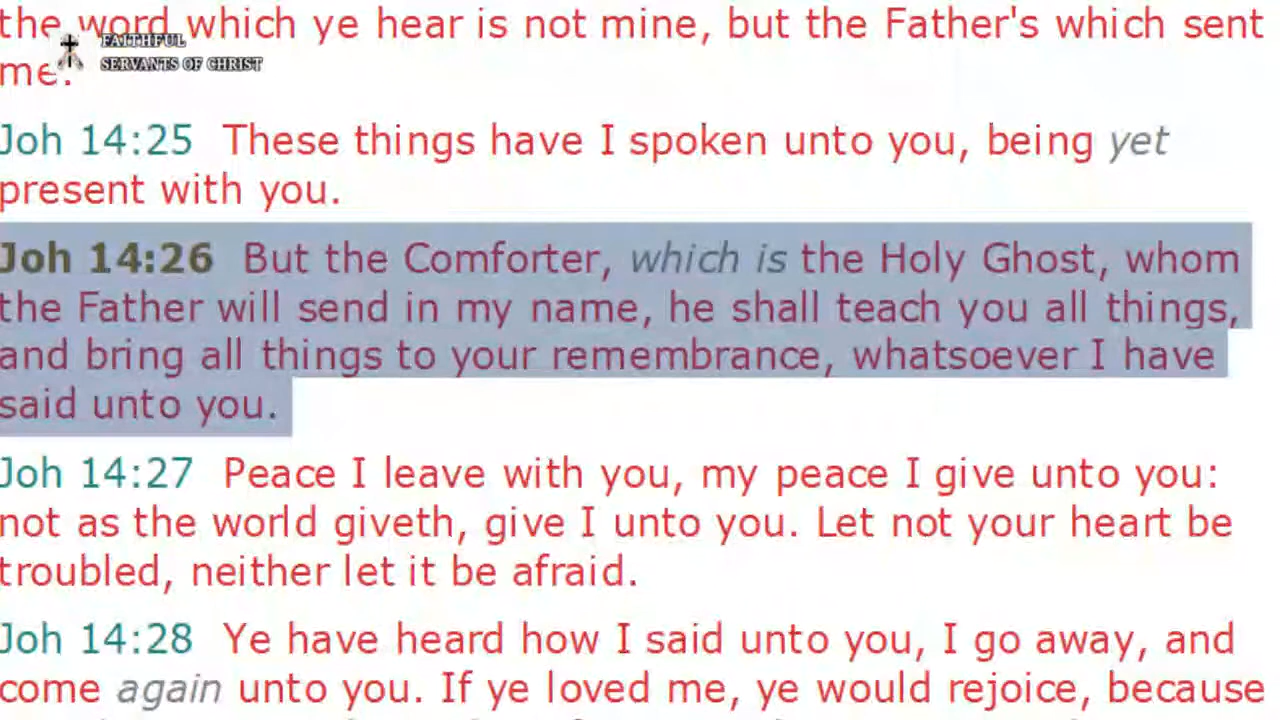 the word which ye hear is not mine, but the Father's which sent
me.
FAITHFUL
SERVANTS OF CHRIST
Joh 14:25 These things have I spoken unto you, being yet
present with you.
Joh 14:26 But the Comforter, which is the Holy Ghost, whom
the Father will send in my name, he shall teach you all things,
and bring all things to your remembrance, whatsoever I have
said unto you.
Joh 14:27 Peace I leave with you, my peace I give unto you:
not as the world giveth, give I unto you. Let not your heart be
troubled, neither let it be afraid.
Joh 14:28 Ye have heard how I said unto you, I go away, and
come again unto you. If ye loved me, ye would rejoice, because